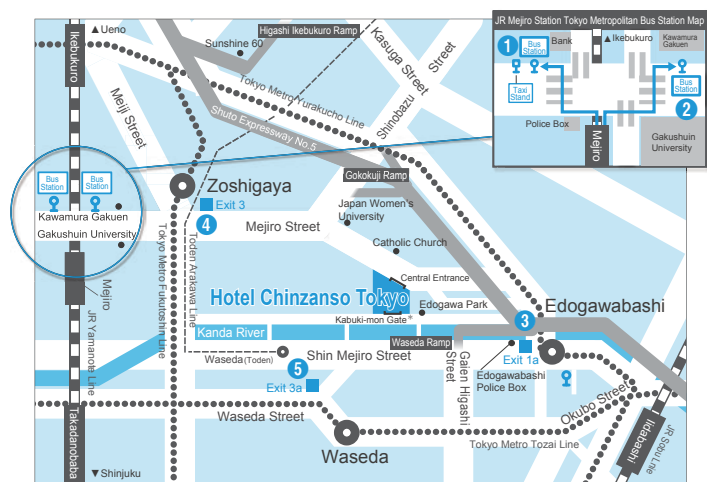 JR Mejiro Station Tokyo Metropolitan Bus Station Map
1
Bus
Station
Bank
▲Ikebukuro
Kawamura
Gakuen
Taxi
Stand
Bus
Station
2
Police Box
Mejiro
Gakushuin
University
Ikebukuro
▲Ueno
Sunshine 60
Higashi Ikebukuro Ramp
Kasuga Street
Shinobazu Street
Tokyo Metro Yurakucho Line
Meiji Street
Shuto Expressway No.5
Gokokuji Ramp
Bus
Station
Bus
Station
Zoshigaya
Exit 3
4
Kawamura Gakuen
Gakushuin University
Mejiro Street
Japan Women's
University
Catholic Church
Central Entrance
Hotel Chinzanso Tokyo
Edogawa Park
Kabuki-mon Gate*
Mejiro
JR Yamanote Line
Tokyo Metro Fukutoshin Line
Toden Arakawa Line
3
Edogawabashi
Kanda River
Waseda Ramp
Waseda (Toden)
Shin Mejiro Street
Gaien Higashi
Street
Exit 1a
Edogawabashi
Police Box
5
Exit 3a
Okubo Street
Waseda Street
Takadanobaba
Waseda
Tokyo Metro Tozai Line
Iidabashi
JR Sobu Line
▼Shinjuku